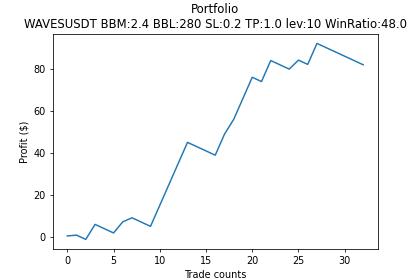 Portfolio
WAVESUSDT BBM:2.4 BBL:280 SL:0.2 TP:1.0 lev:10 WinRatio:48.0
80
60
40
20
0
Profit ($)
0 5 10 15 20 25 30
Trade counts